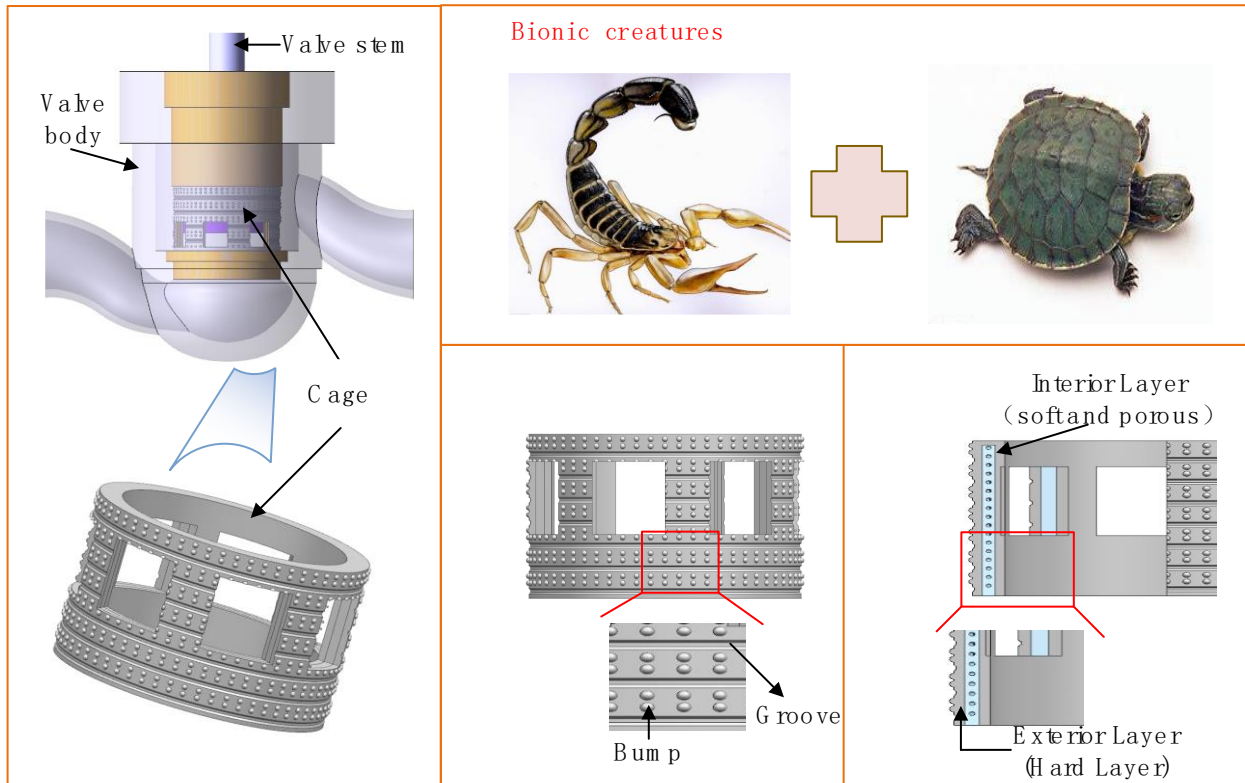 Valve stem
Valve
body
Cage
Bionic creatures
Groove
Bump
Interior Layer
(soft and porous)
Exterior Layer
(Hard Layer)